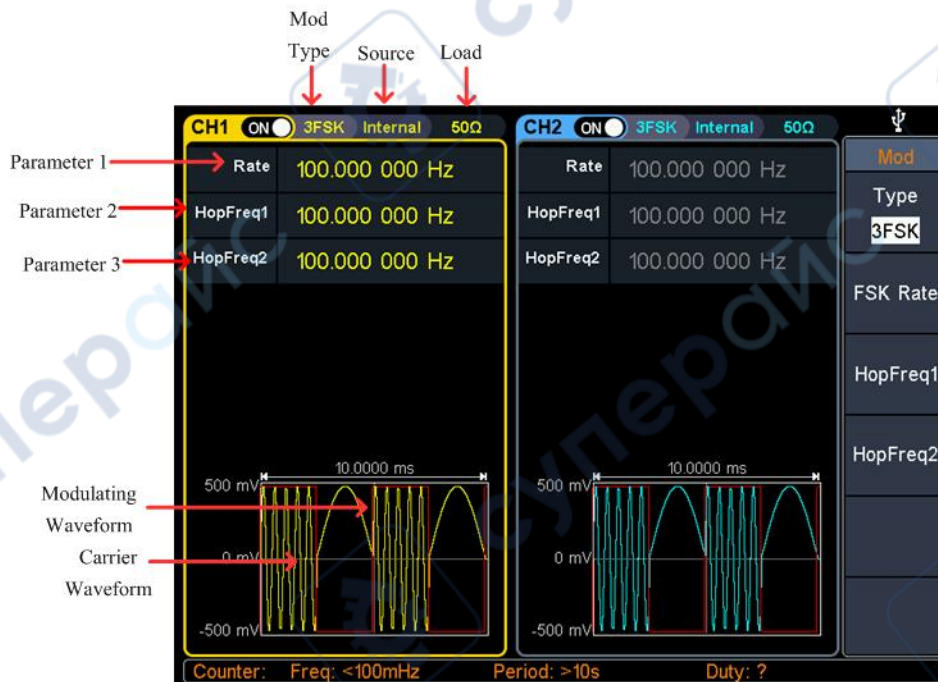 Mod
Type
Source
Load
CH1 ON 3FSK Internal 50Ω
CH2 ON 3FSK Internal 50Ω
Mod
Parameter 1
Rate 100.000 000 Hz
Rate 100.000 000 Hz
Type
3FSK
Parameter 2
HopFreq1 100.000 000 Hz
HopFreq1 100.000 000 Hz
Parameter 3
HopFreq2 100.000 000 Hz
HopFreq2 100.000 000 Hz
FSK Rate
HopFreq1
HopFreq2
10.0000 ms
500 mV
0 mV
-500 mV
10.0000 ms
500 mV
0 mV
-500 mV
Modulating
Waveform
Carrier
Waveform
Counter: Freq: <100mHz Period: >10s Duty: ?
суперайс
суперайс